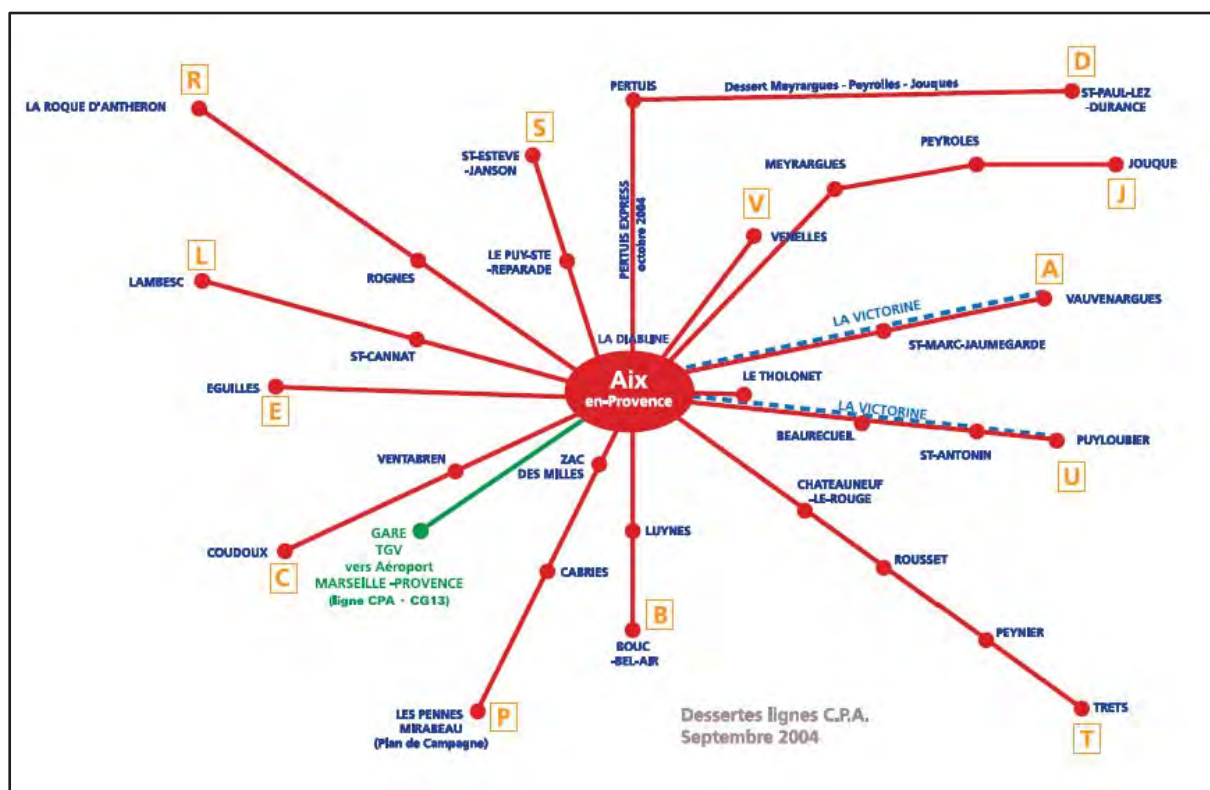 R
LA ROQUE D'ANTHERON
S
ST-ESTEVE
-JANSON
PERTUIS
Dessert Meyrargues - Peyrolles - Jouques
D
ST-PAUL-LEZ
-DURANCE
PEYROLES
MEYRARGUES
JOUQUE
J
V
VENELLES
PERTUIS EXPRESS
octobre 2004
L
LAMBESC
ROGNES
LE PUY-STE
-REPARADE
A
VAUVENARGUES
LA VICTORINE
ST-MARC-JAUMEGARDE
ST-CANNAT
LA DIABLINE
Aix
en-Provence
LE THOLONET
EGUILLES
E
LA VICTORINE
BEAURECUEIL
ST-ANTONIN
PUYLOUBIER
U
VENTABREN
ZAC
DES MILLES
CHATEAUNEUF
-LE-ROUGE
COUDOUX
C
GARE
TGV
vers Aéroport
MARSEILLE-PROVENCE
(ligne CPA - CG13)
LUYNES
ROUSSET
CABRIES
B
BOUC
-BEL-AIR
PEYNIER
LES PENNES
MIRABEAU
(Plan de Campagne)
P
TRETS
T
Dessertes lignes C.P.A.
Septembre 2004